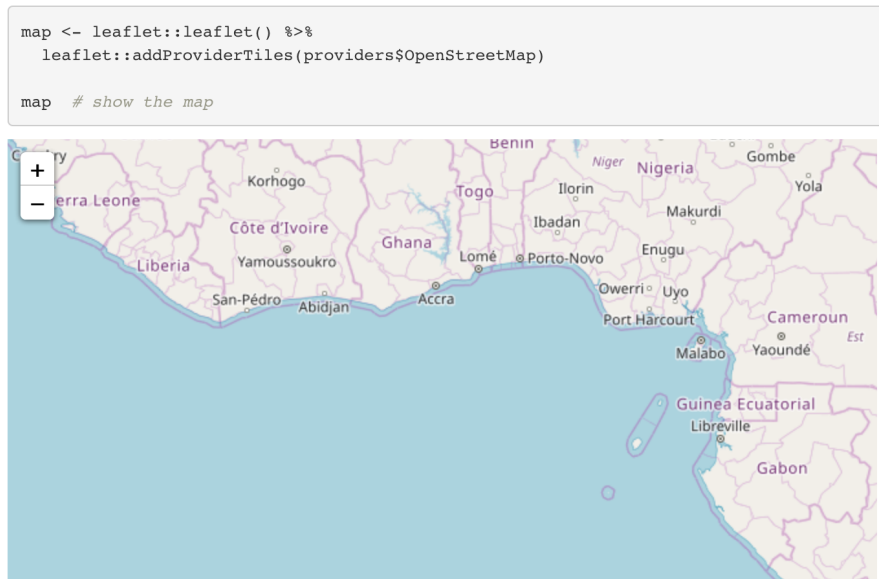 map <- leaflet::leaflet() %>%
  leaflet::addProviderTiles(providers$OpenStreetMap)
map  # show the map
+
−
Benin
Niger
Nigeria
Gombe
Korhogo
Togo
Ilorin
Yola
erra Leone
Côte d'Ivoire
Ghana
Ibadan
Makurdi
Liberia
Yamoussoukro
Lomé
Porto-Novo
Enugu
San-Pédro
Abidjan
Accra
Owerri
Uyo
Port Harcourt
Cameroun
Est
Malabo
Yaoundé
Guinea Ecuatorial
Libreville
Gabon